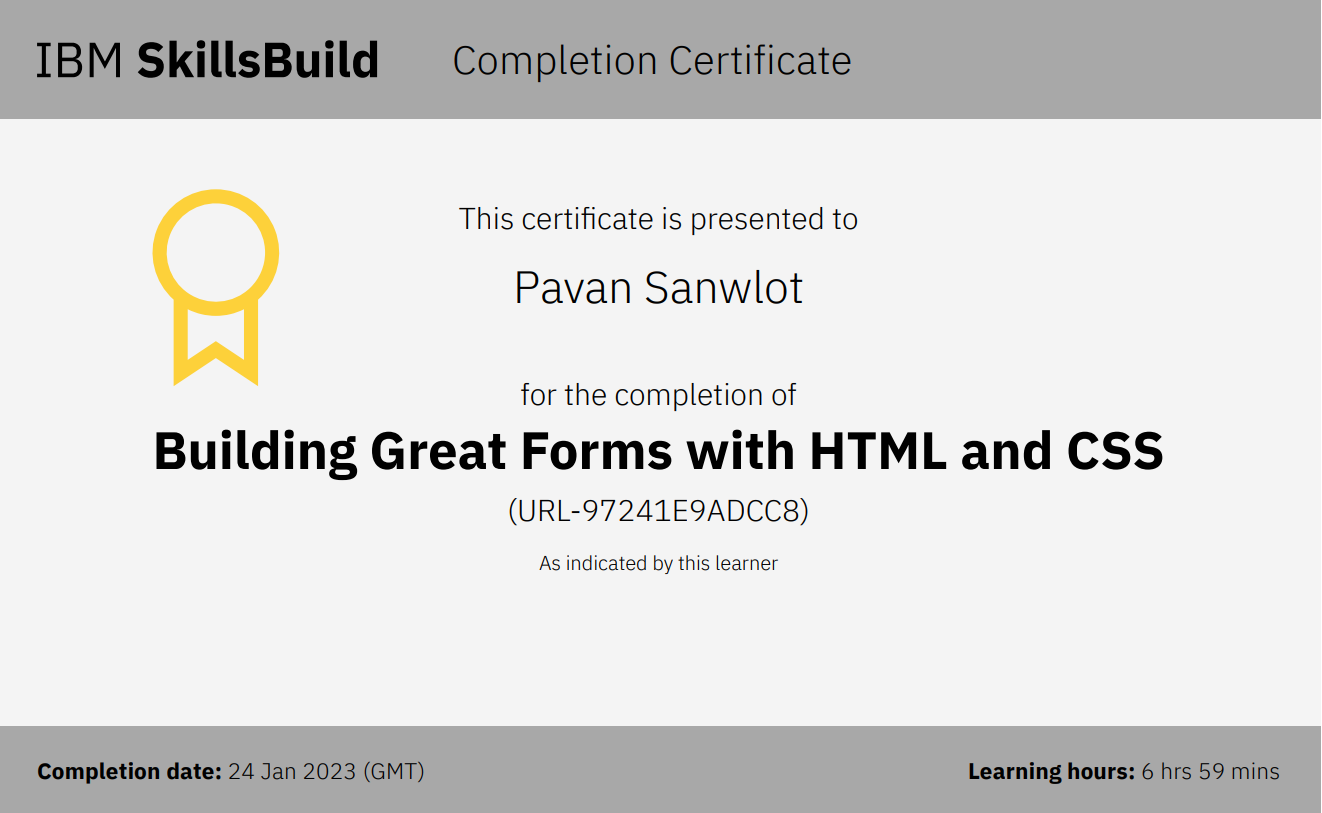 IBM SkillsBuild Completion Certificate
This certificate is presented to
Pavan Sanwlot
for the completion of
Building Great Forms with HTML and CSS
(URL-97241E9ADCC8)
As indicated by this learner
Completion date: 24 Jan 2023 (GMT)
Learning hours: 6 hrs 59 mins